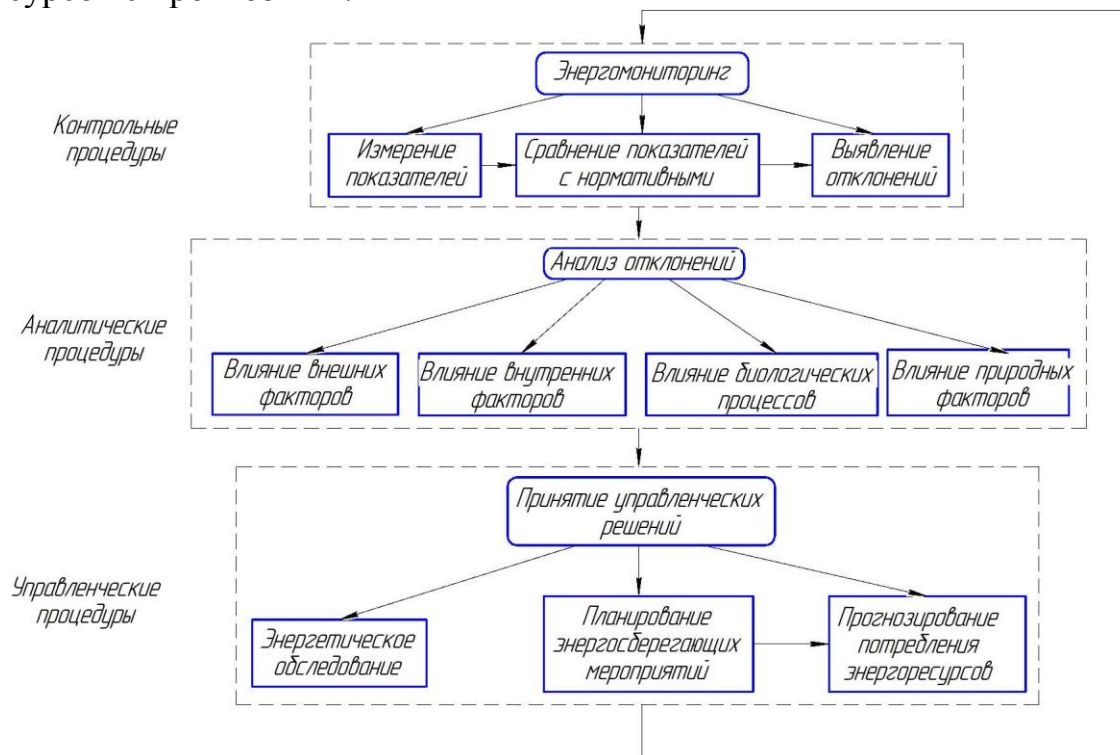 Энергомониторинг
Контрольные
процедуры
Измерение
показателей
Сравнение показателей
с нормативными
Выявление
отклонений
Анализ отклонений
Аналитические
процедуры
Влияние внешних
факторов
Влияние внутренних
факторов
Влияние биологических
процессов
Влияние природных
факторов
Принятие управленческих
решений
Управленческие
процедуры
Энергетическое
обследование
Планирование
энергосберегающих
мероприятий
Прогнозирование
потребления
энергоресурсов